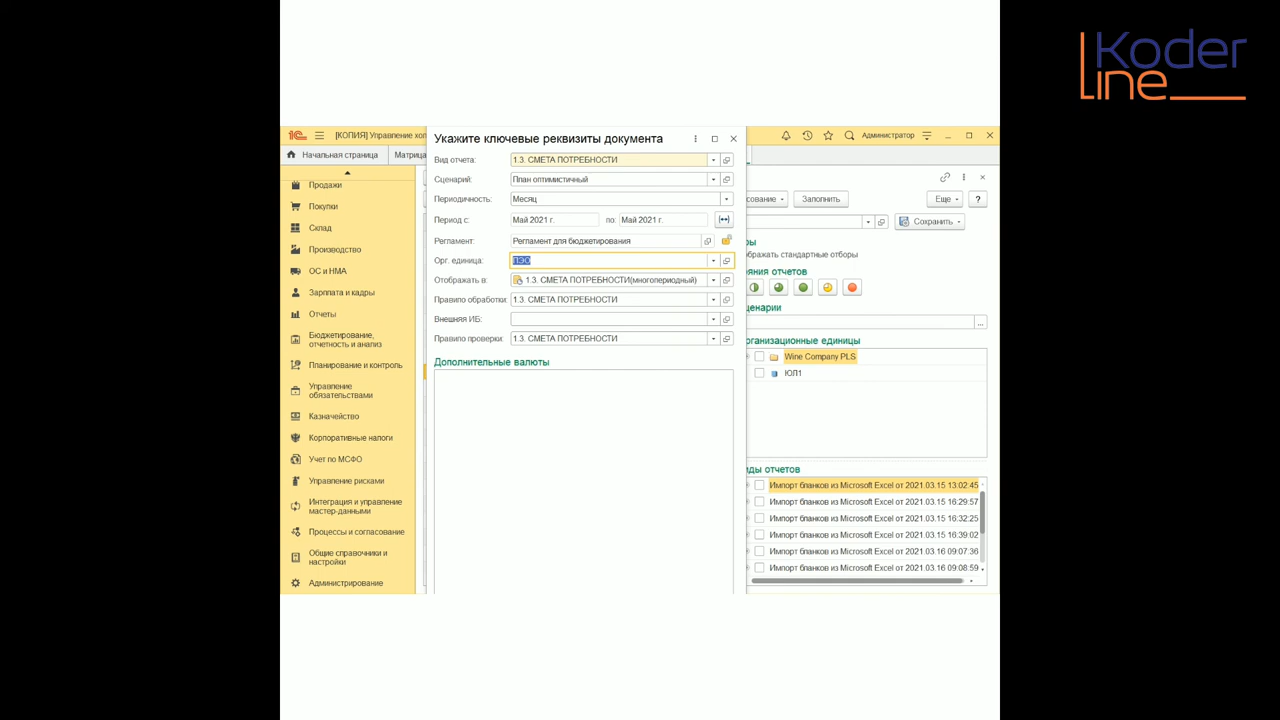 Koder
line
[КОПИЯ] Управление хол
Администратор
Начальная страница
Матрица
Продажи
Покупки
Склад
Производство
ОС и НМА
Зарплата и кадры
Отчеты
Бюджетирование,
отчетность и анализ
Планирование и контроль
Управление
обязательствами
Казначейство
Корпоративные налоги
Учет по МСФО
Управление рисками
Интеграция и управление
мастер-данными
Процессы и согласование
Общие справочники и
настройки
Администрирование
Укажите ключевые реквизиты документа
Вид отчета: 1.3. СМЕТА ПОТРЕБНОСТИ
Сценарий: План оптимистичный
Периодичность: Месяц
Период с: Май 2021 г. по: Май 2021 г.
Регламент: Регламент для бюджетирования
Орг. единица: ПЭО
Отображать в: 1.3. СМЕТА ПОТРЕБНОСТИ(многопериодный)
Правило обработки: 1.3. СМЕТА ПОТРЕБНОСТИ
Внешняя ИБ:
Правило проверки: 1.3. СМЕТА ПОТРЕБНОСТИ
Дополнительные валюты
сование Заполнить Еще ?
Сохранить
ры
бражать стандартные отборы
ояния отчетов
ценарии
...
рганизационные единицы
Wine Company PLS
ЮЛ1
иды отчетов
Импорт бланков из Microsoft Excel от 2021.03.15 13:02:45
Импорт бланков из Microsoft Excel от 2021.03.15 16:29:57
Импорт бланков из Microsoft Excel от 2021.03.15 16:32:25
Импорт бланков из Microsoft Excel от 2021.03.15 16:39:02
Импорт бланков из Microsoft Excel от 2021.03.16 09:07:36
Импорт бланков из Microsoft Excel от 2021.03.16 09:08:59